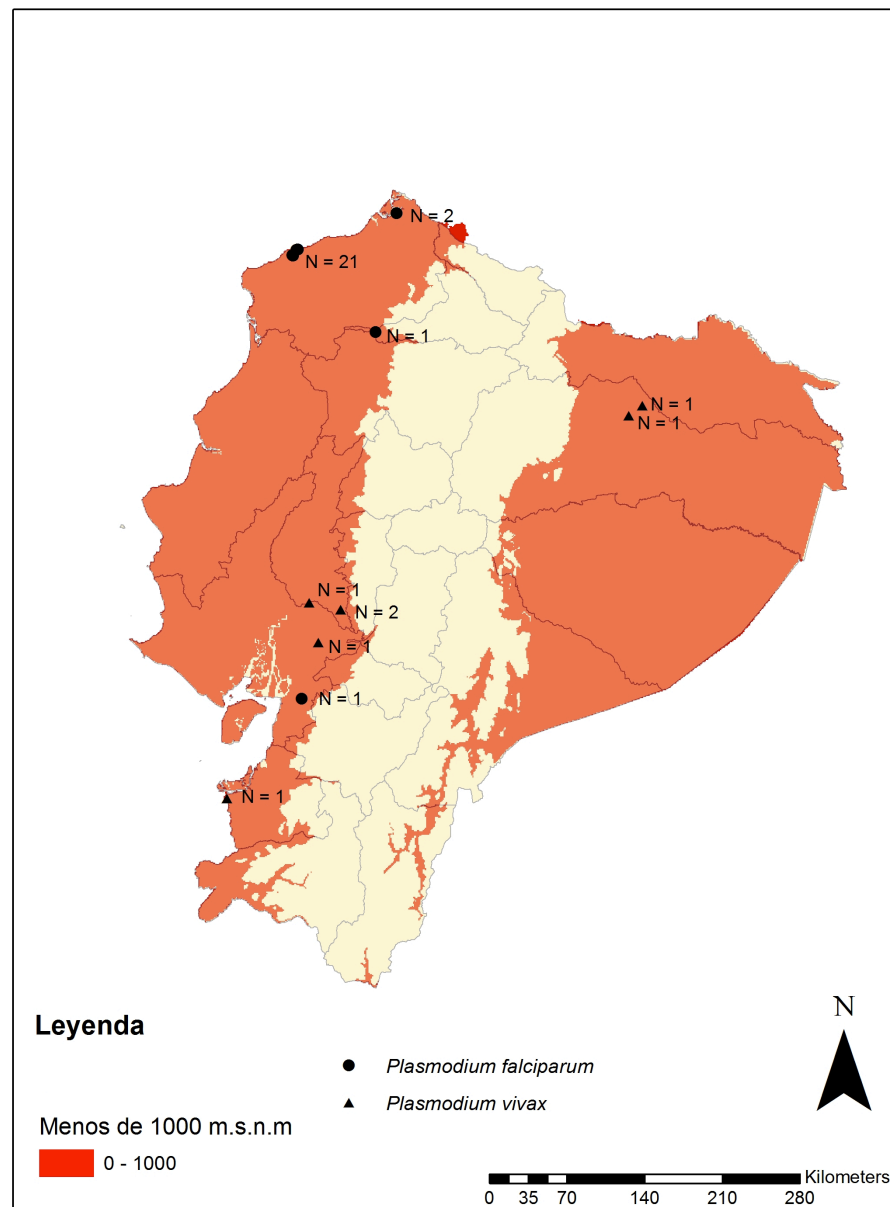 N = 2
N = 21
N = 1
N = 1
N = 1
N = 1
N = 2
N = 1
N = 1
N = 1
Leyenda
N
Plasmodium falciparum
Plasmodium vivax
Menos de 1000 m.s.n.m
0 - 1000
Kilometers
0 35 70 140 210 280